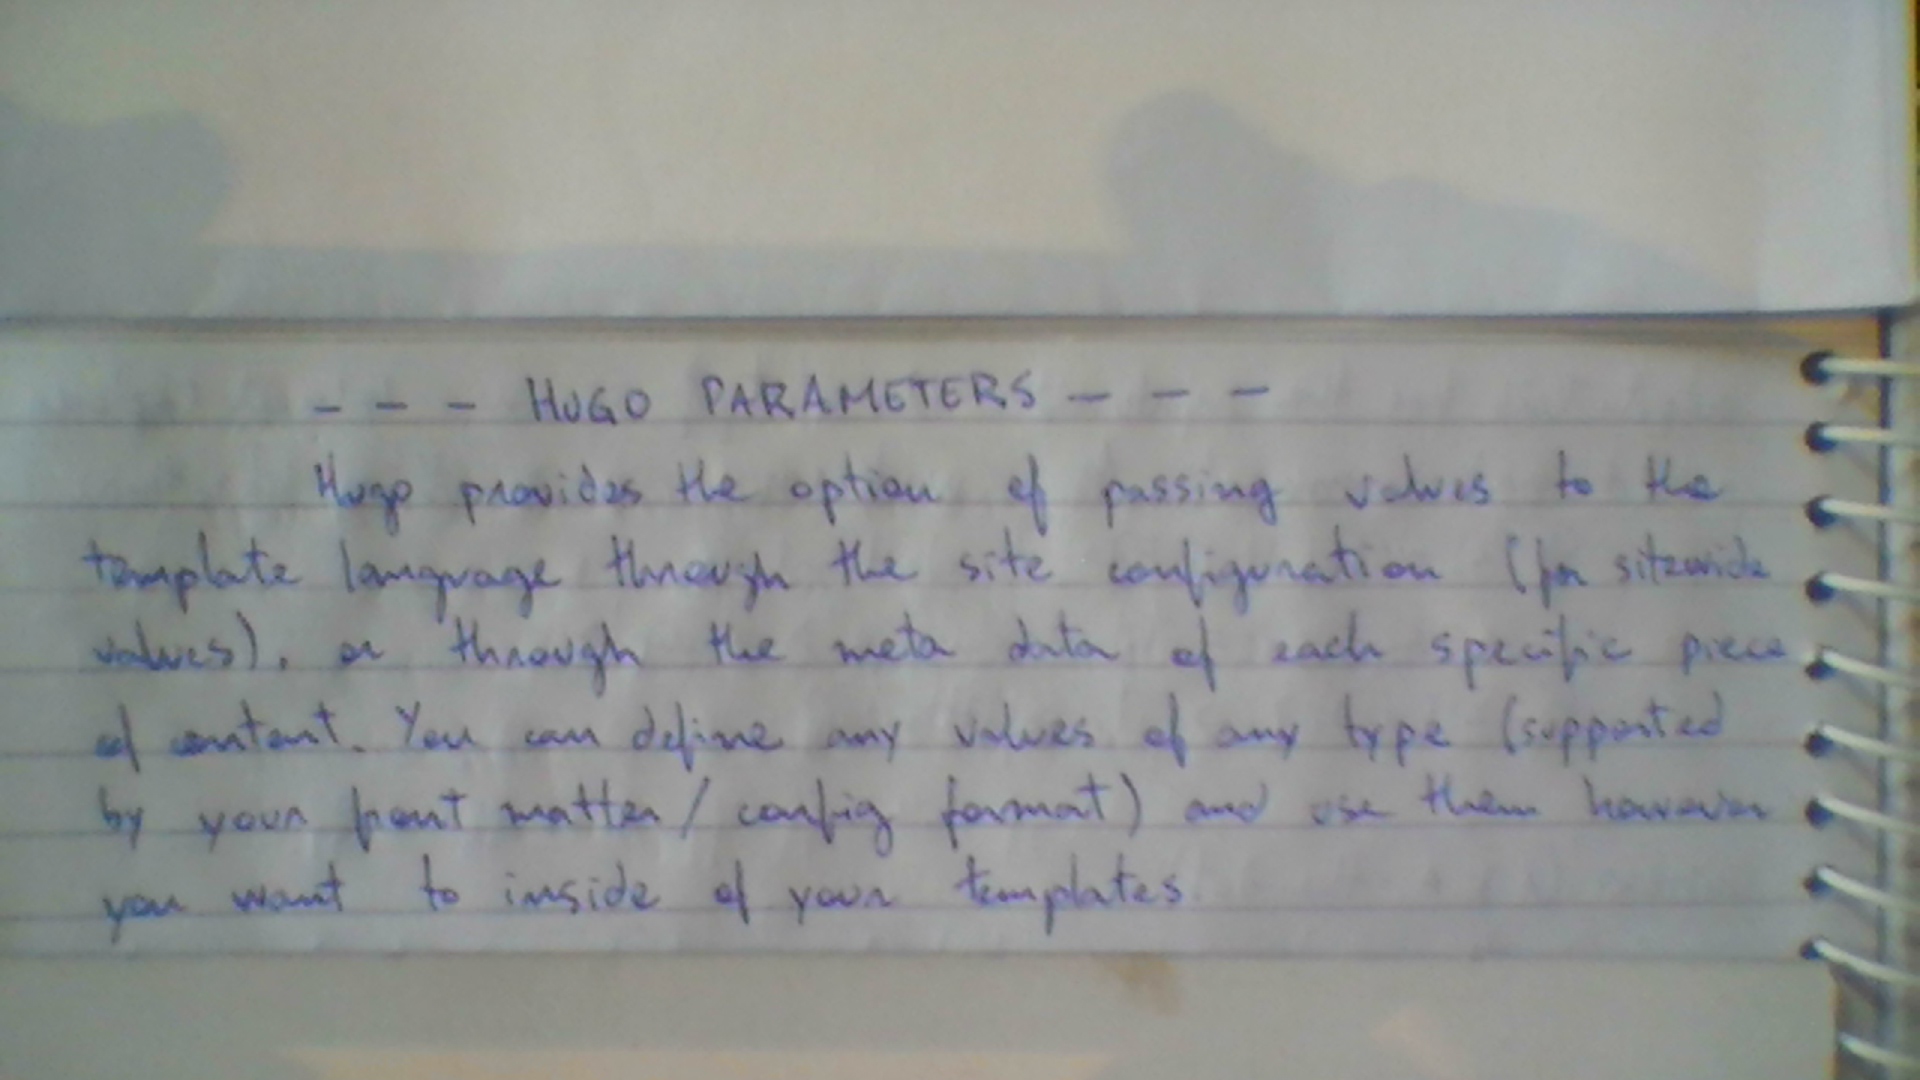 - - - HUGO PARAMETERS - - -
Hugo provides the option of passing values to the
template language through the site configuration (for sitewide
values), or through the meta data of each specific piece
of content. You can define any values of any type (supported
by your front matter/config format) and use them however
you want to inside of your templates.